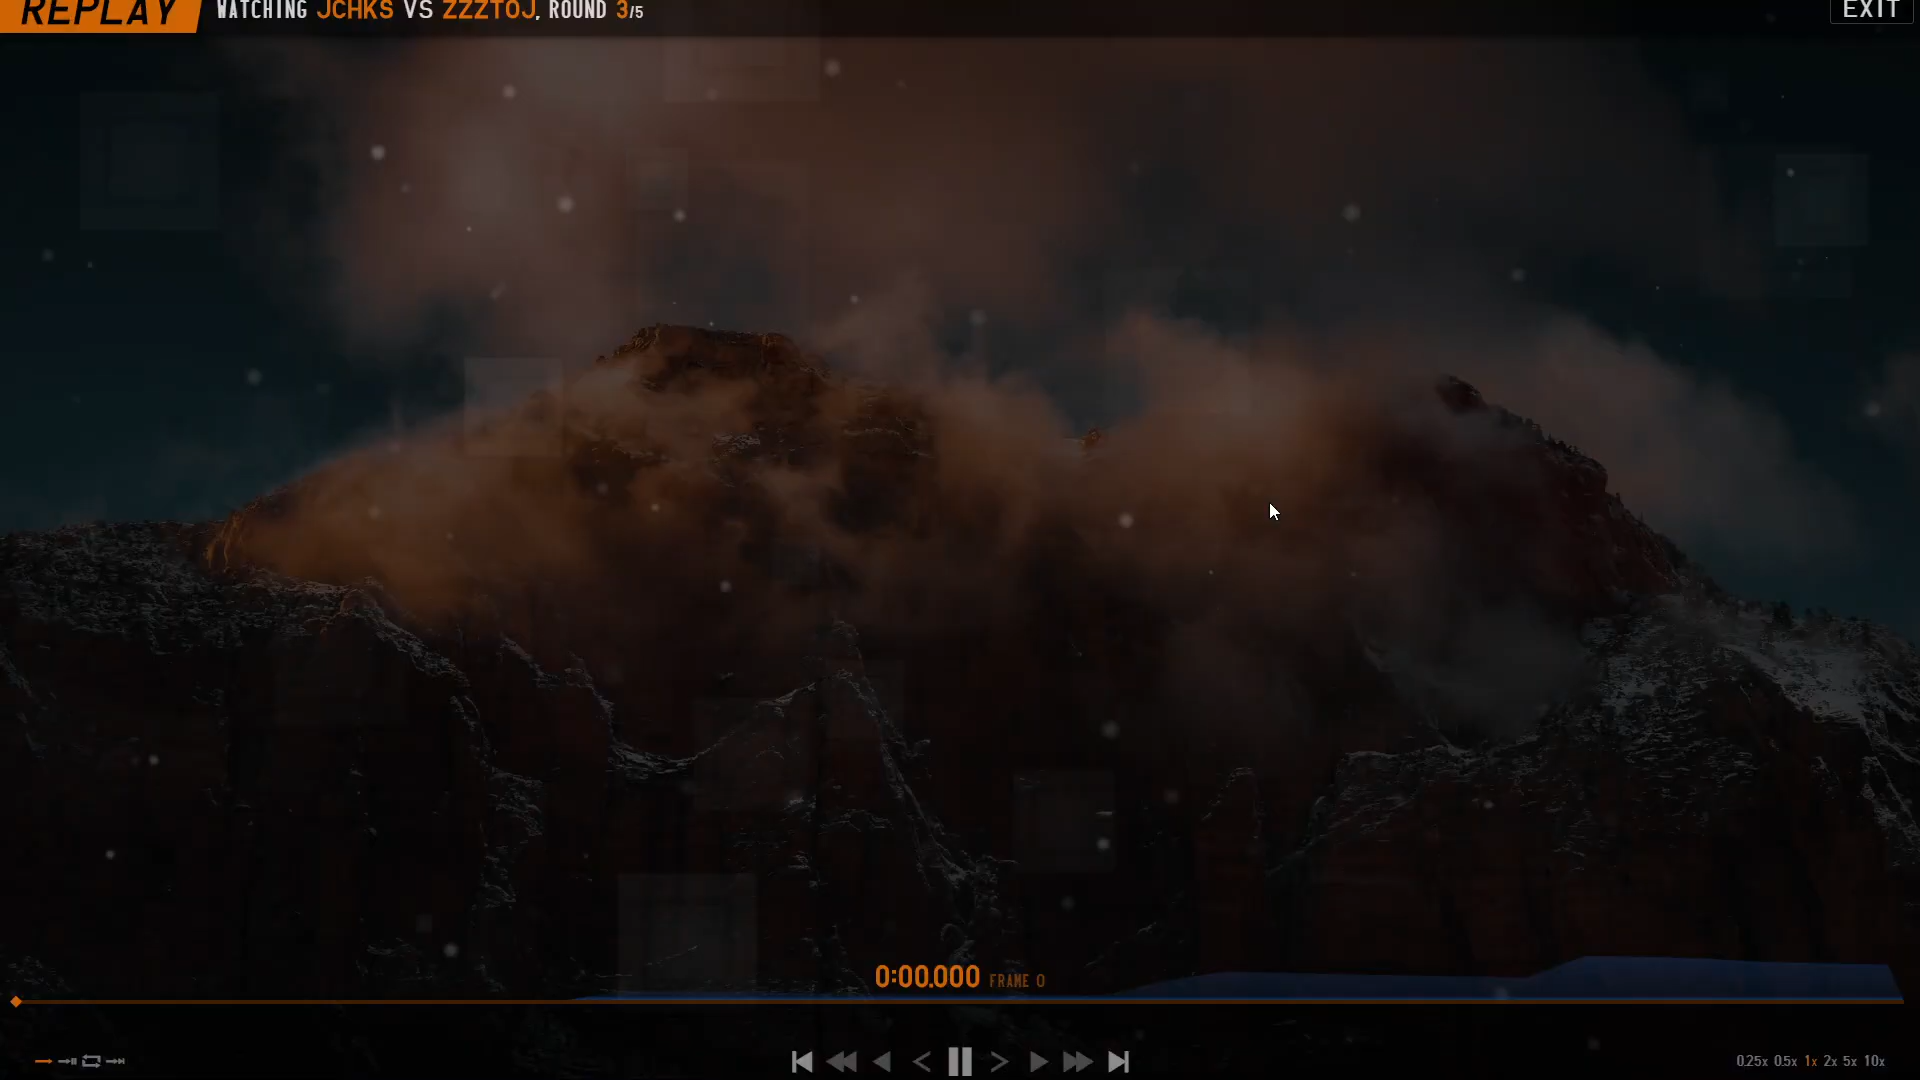 REPLAY WATCHING JCHKS VS ZZZTOJ, ROUND 3/5 EXIT
0:00.000 FRAME 0
0.25x 0.5x 1x 2x 5x 10x